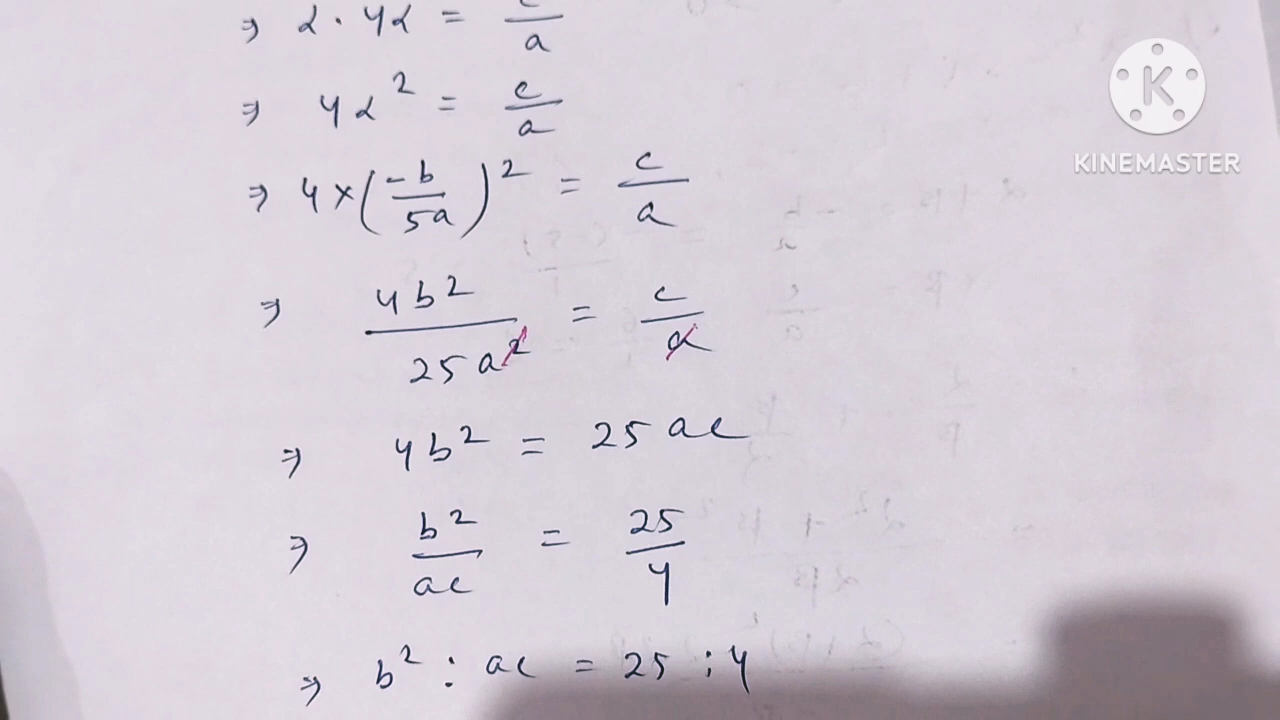 ⇒ α · 4α = c/a
⇒ 4α² = c/a
⇒ 4×(-b/5a)² = c/a
⇒ 4b²/25a² = c/a
⇒ 4b² = 25ac
⇒ b²/ac = 25/4
⇒ b² : ac = 25 : 4
K
KINEMASTER